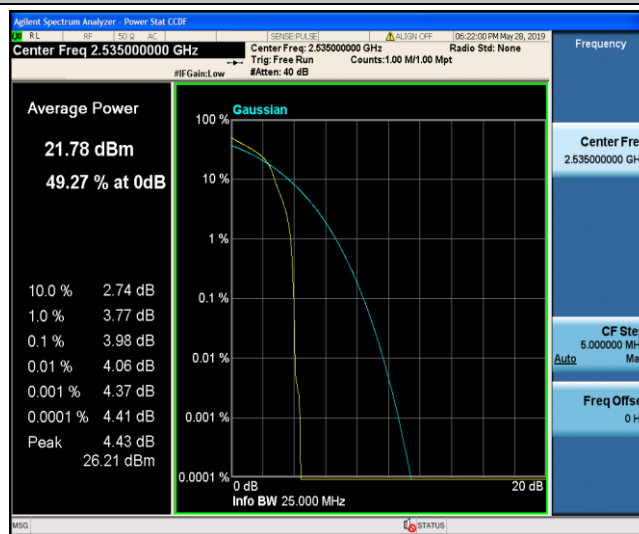 Agilent Spectrum Analyzer - Power Stat CCDF
RL RF 50 Ω AC SENSE:PULSE ALIGN OFF 06:22:00 PM May 28, 2019
Center Freq 2.535000000 GHz
Center Freq: 2.535000000 GHz Radio Std: None
Trig: Free Run Counts:1.00 M/1.00 Mpt
#IFGain:Low #Atten: 40 dB
Frequency
Average Power
21.78 dBm
49.27 % at 0dB
10.0 % 2.74 dB
1.0 % 3.77 dB
0.1 % 3.98 dB
0.01 % 4.06 dB
0.001 % 4.37 dB
0.0001 % 4.41 dB
Peak 4.43 dB
26.21 dBm
Gaussian
100 %
10 %
1 %
0.1 %
0.01 %
0.001 %
0.0001 %
0 dB 20 dB
Info BW 25.000 MHz
Center Fre
2.535000000 GH
CF Ste
5.000000 MH
Auto Ma
Freq Offse
0 H
MSG STATUS